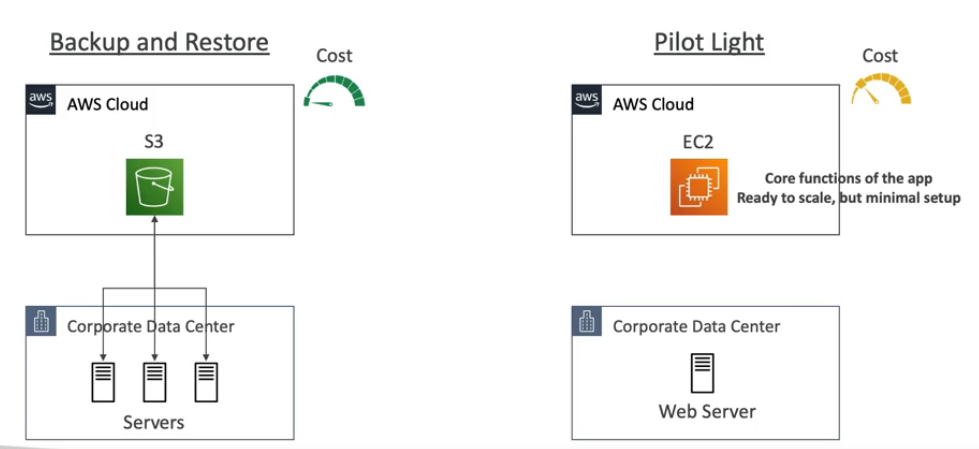 Backup and Restore
Cost
aws
AWS Cloud
S3
Corporate Data Center
Servers
Pilot Light
Cost
aws
AWS Cloud
EC2
Core functions of the app
Ready to scale, but minimal setup
Corporate Data Center
Web Server